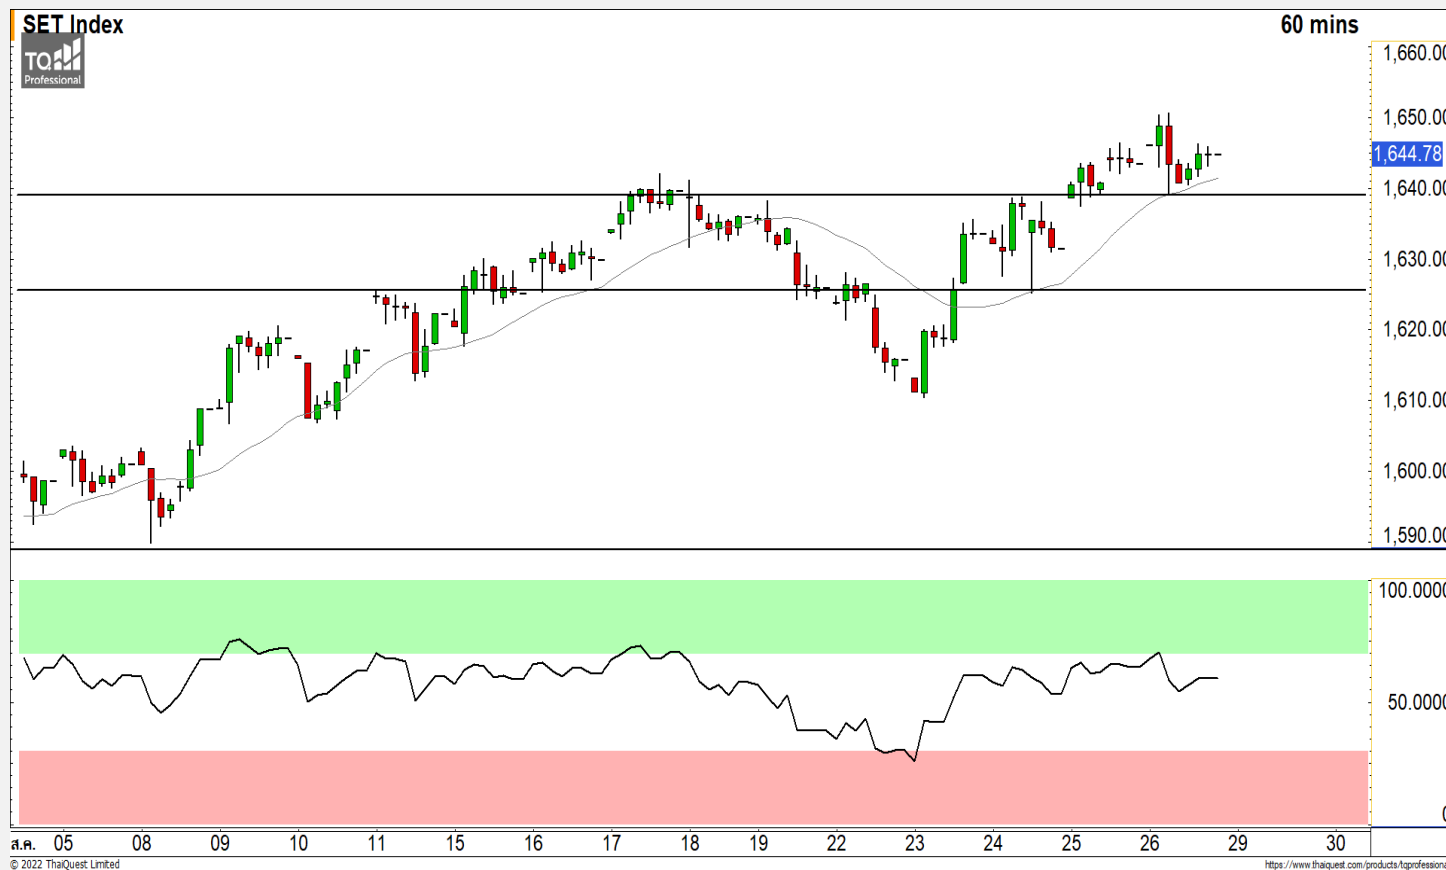 SET Index
60 mins
TQ
Professional
1,660.00
1,650.00
1,644.78
1,640.00
1,630.00
1,620.00
1,610.00
1,600.00
1,590.00
100.0000
50.0000
0
ส.ค. 05 08 09 10 11 15 16 17 18 19 22 23 24 25 26 29 30
© 2022 ThaiQuest Limited
https://www.thaiquest.com/products/tqprofessional